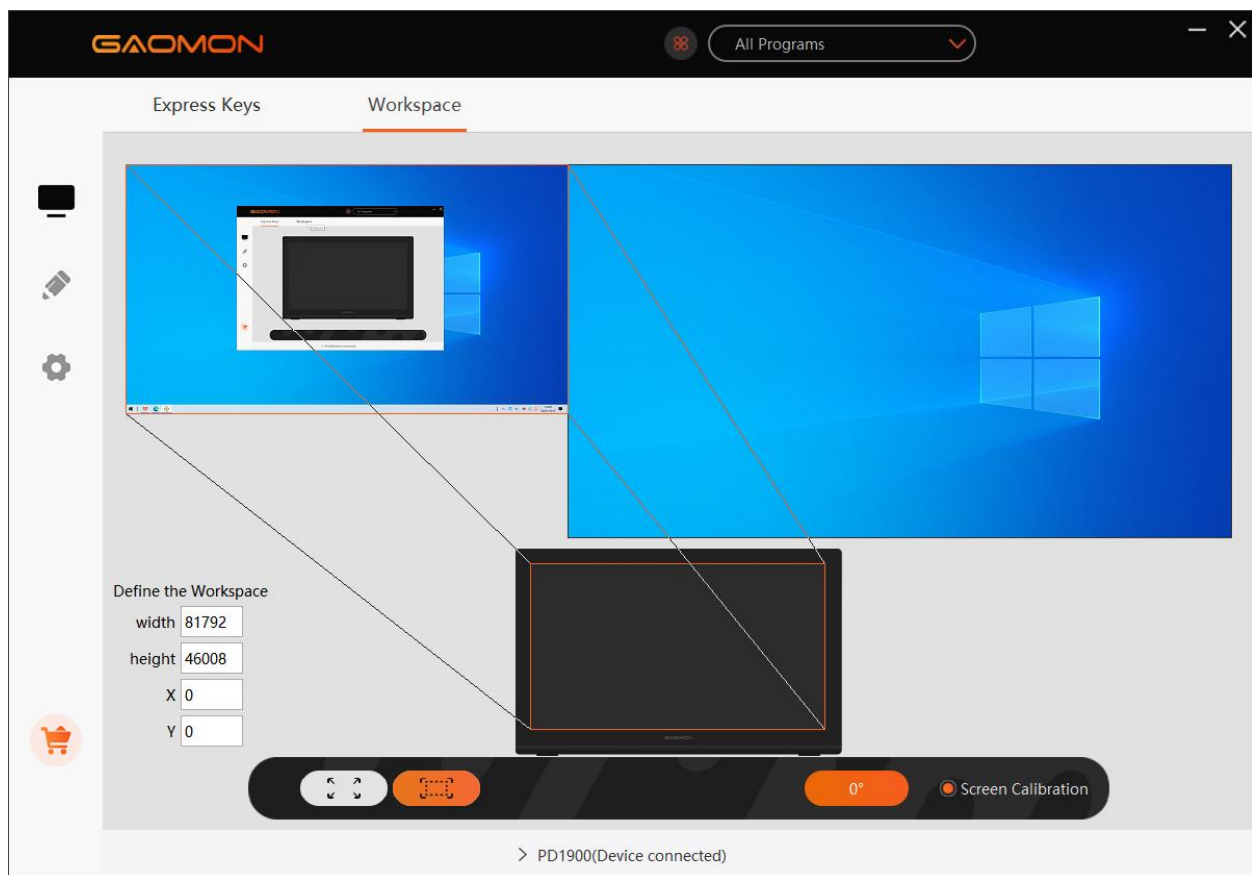 GAOMON
All Programs
Express Keys
Workspace
GAOMON
Define the Workspace
width 81792
height 46008
X 0
Y 0
0°
Screen Calibration
PD1900(Device connected)